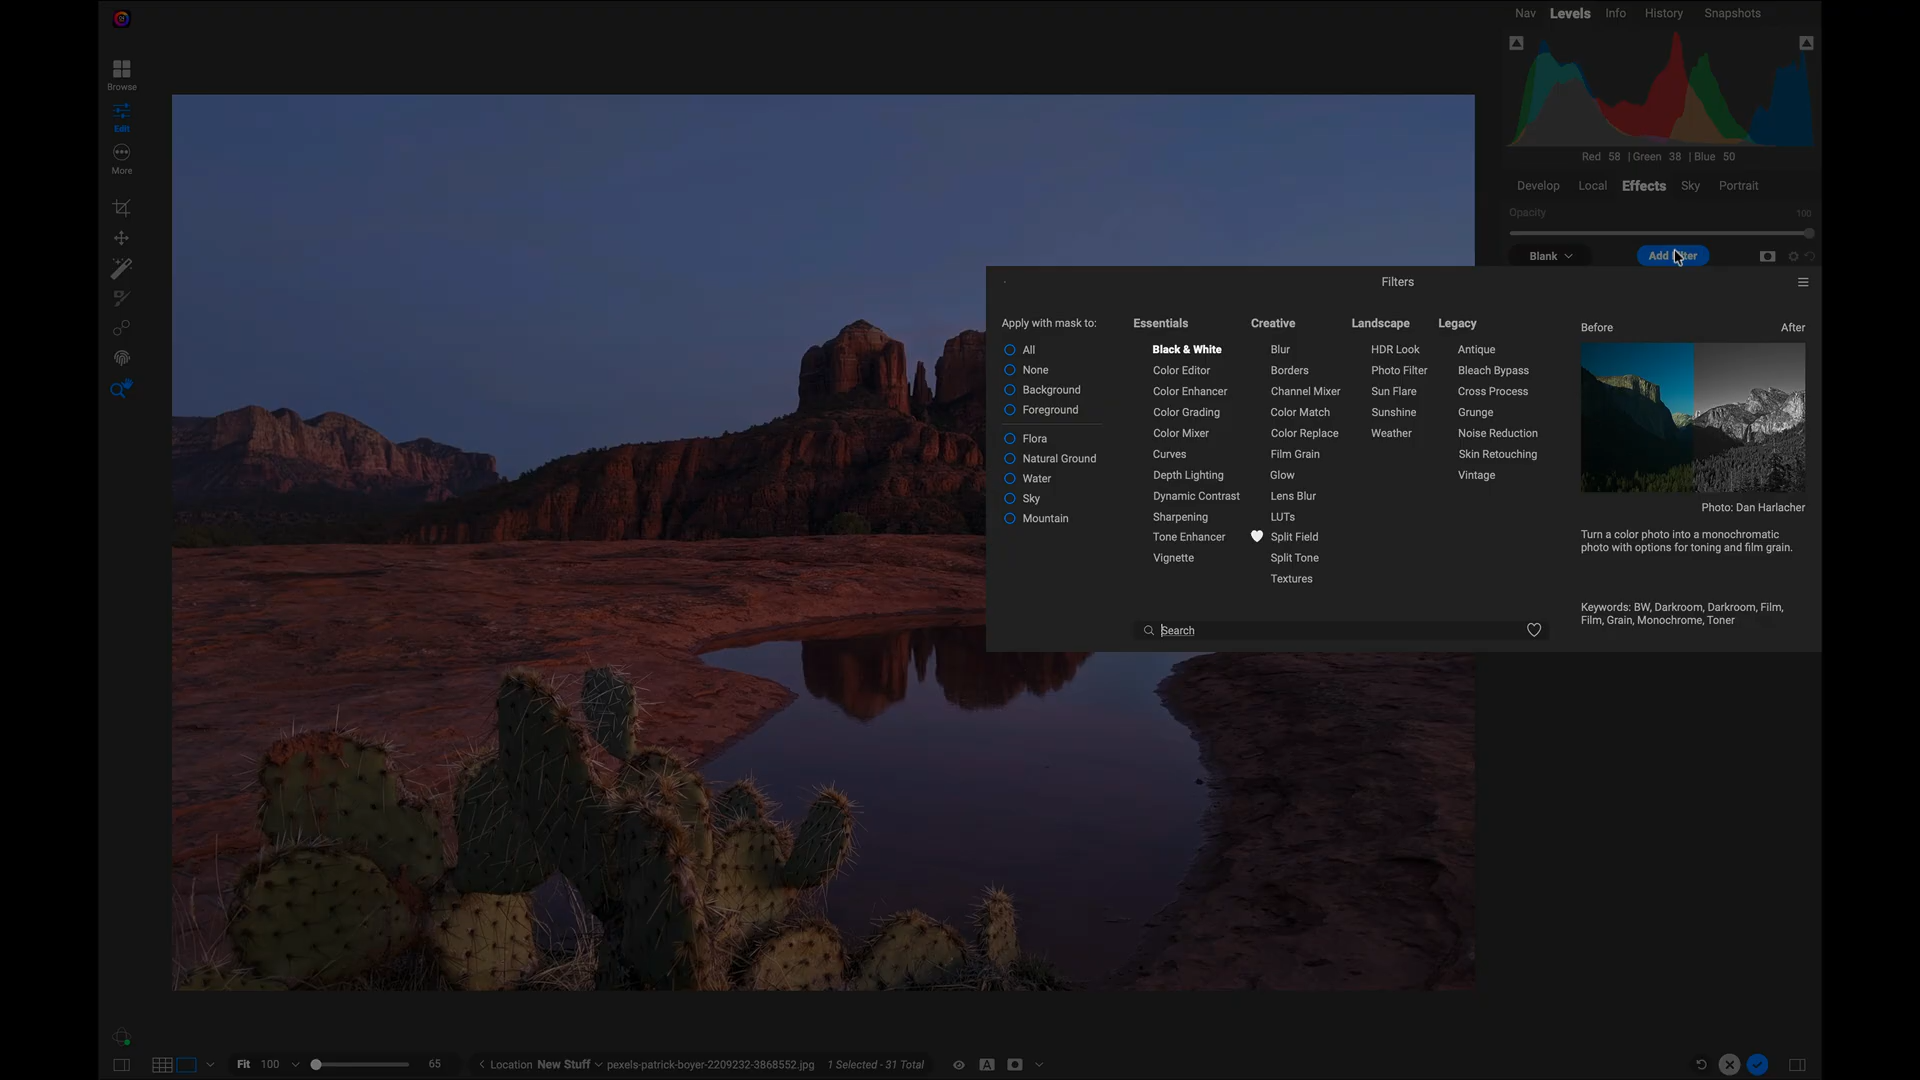 Nav Levels Info History Snapshots
Browse
Edit
More
Red 58 | Green 38 | Blue 50
Develop Local Effects Sky Portrait
Opacity 100
Blank Add Filter
Filters
Apply with mask to:
All
None
Background
Foreground
Flora
Natural Ground
Water
Sky
Mountain
Essentials
Black & White
Color Editor
Color Enhancer
Color Grading
Color Mixer
Curves
Depth Lighting
Dynamic Contrast
Sharpening
Tone Enhancer
Vignette
Creative
Blur
Borders
Channel Mixer
Color Match
Color Replace
Film Grain
Glow
Lens Blur
LUTs
Split Field
Split Tone
Textures
Landscape
HDR Look
Photo Filter
Sun Flare
Sunshine
Weather
Legacy
Antique
Bleach Bypass
Cross Process
Grunge
Noise Reduction
Skin Retouching
Vintage
Search
Before After
Photo: Dan Harlacher
Turn a color photo into a monochromatic
photo with options for toning and film grain.
Keywords: BW, Darkroom, Darkroom, Film,
Film, Grain, Monochrome, Toner
Fit 100 65 Location New Stuff pexels-patrick-boyer-2209232-3868552.jpg 1 Selected - 31 Total A